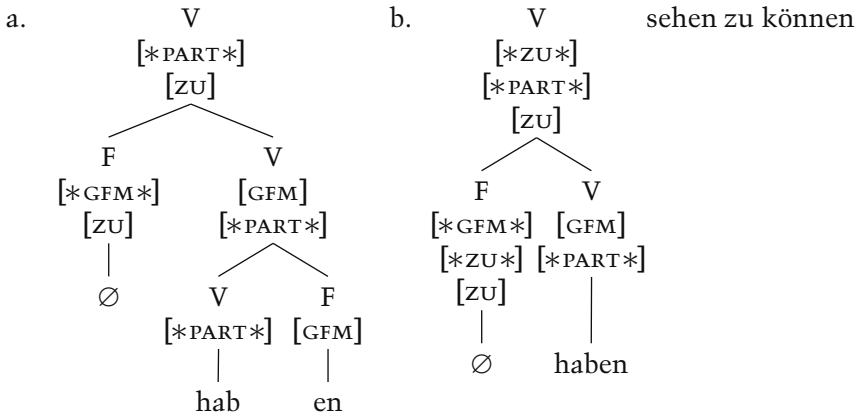 a. V b. V sehen zu können
[∗PART∗] [∗ZU∗]
[ZU] [∗PART∗]
[ZU]
F V
[∗GFM∗] [GFM]
[ZU] [∗PART∗]
F V
[∗GFM∗] [GFM]
[∗ZU∗] [∗PART∗]
[ZU]
∅ V F
[∗PART∗] [GFM]
∅ haben
hab en